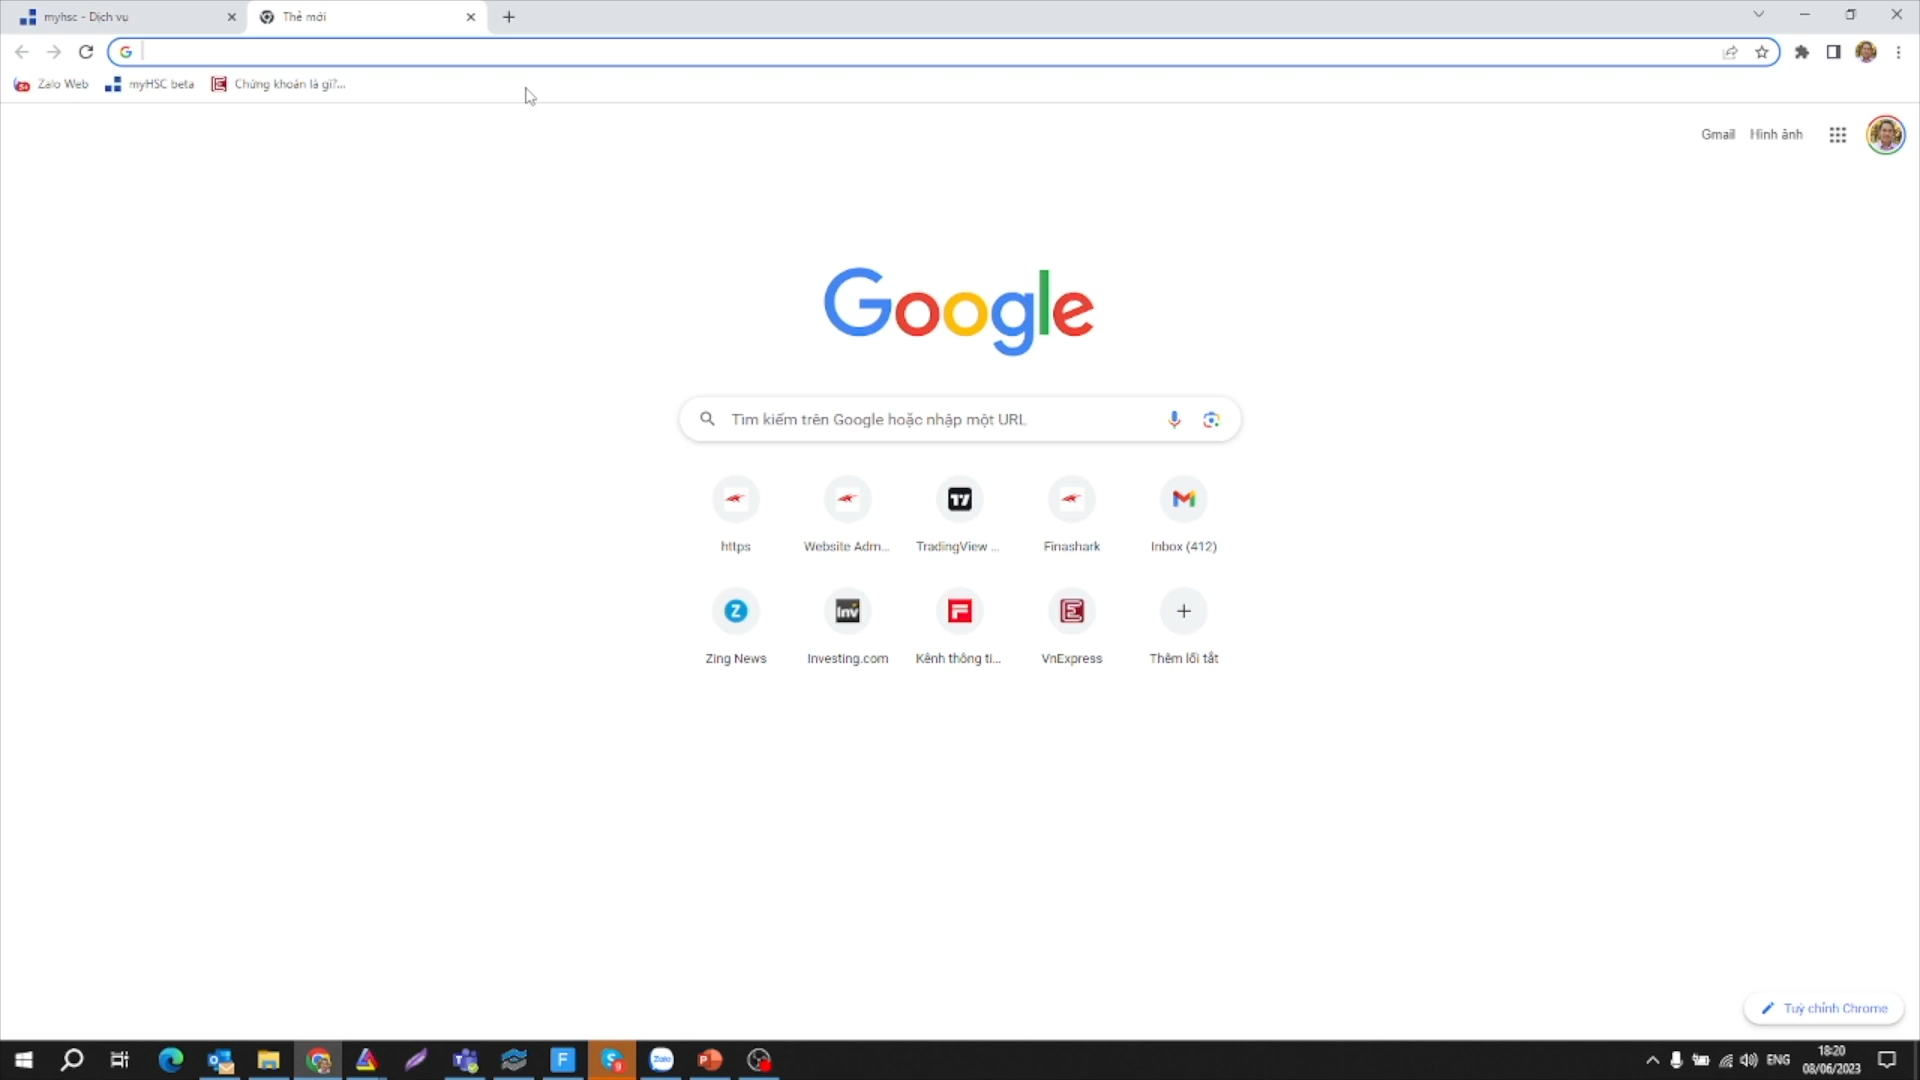 myhsc - Dịch vụ
Thẻ mới
Zalo Web
myHSC beta
Chứng khoán là gì?...
Gmail
Hình ảnh
Google
Tìm kiếm trên Google hoặc nhập một URL
https
Website Adm...
TradingView ...
Finashark
Inbox (412)
Zing News
Investing.com
Kênh thông ti...
VnExpress
Thêm lối tắt
Tuỳ chỉnh Chrome
ENG
18:20
08/06/2023